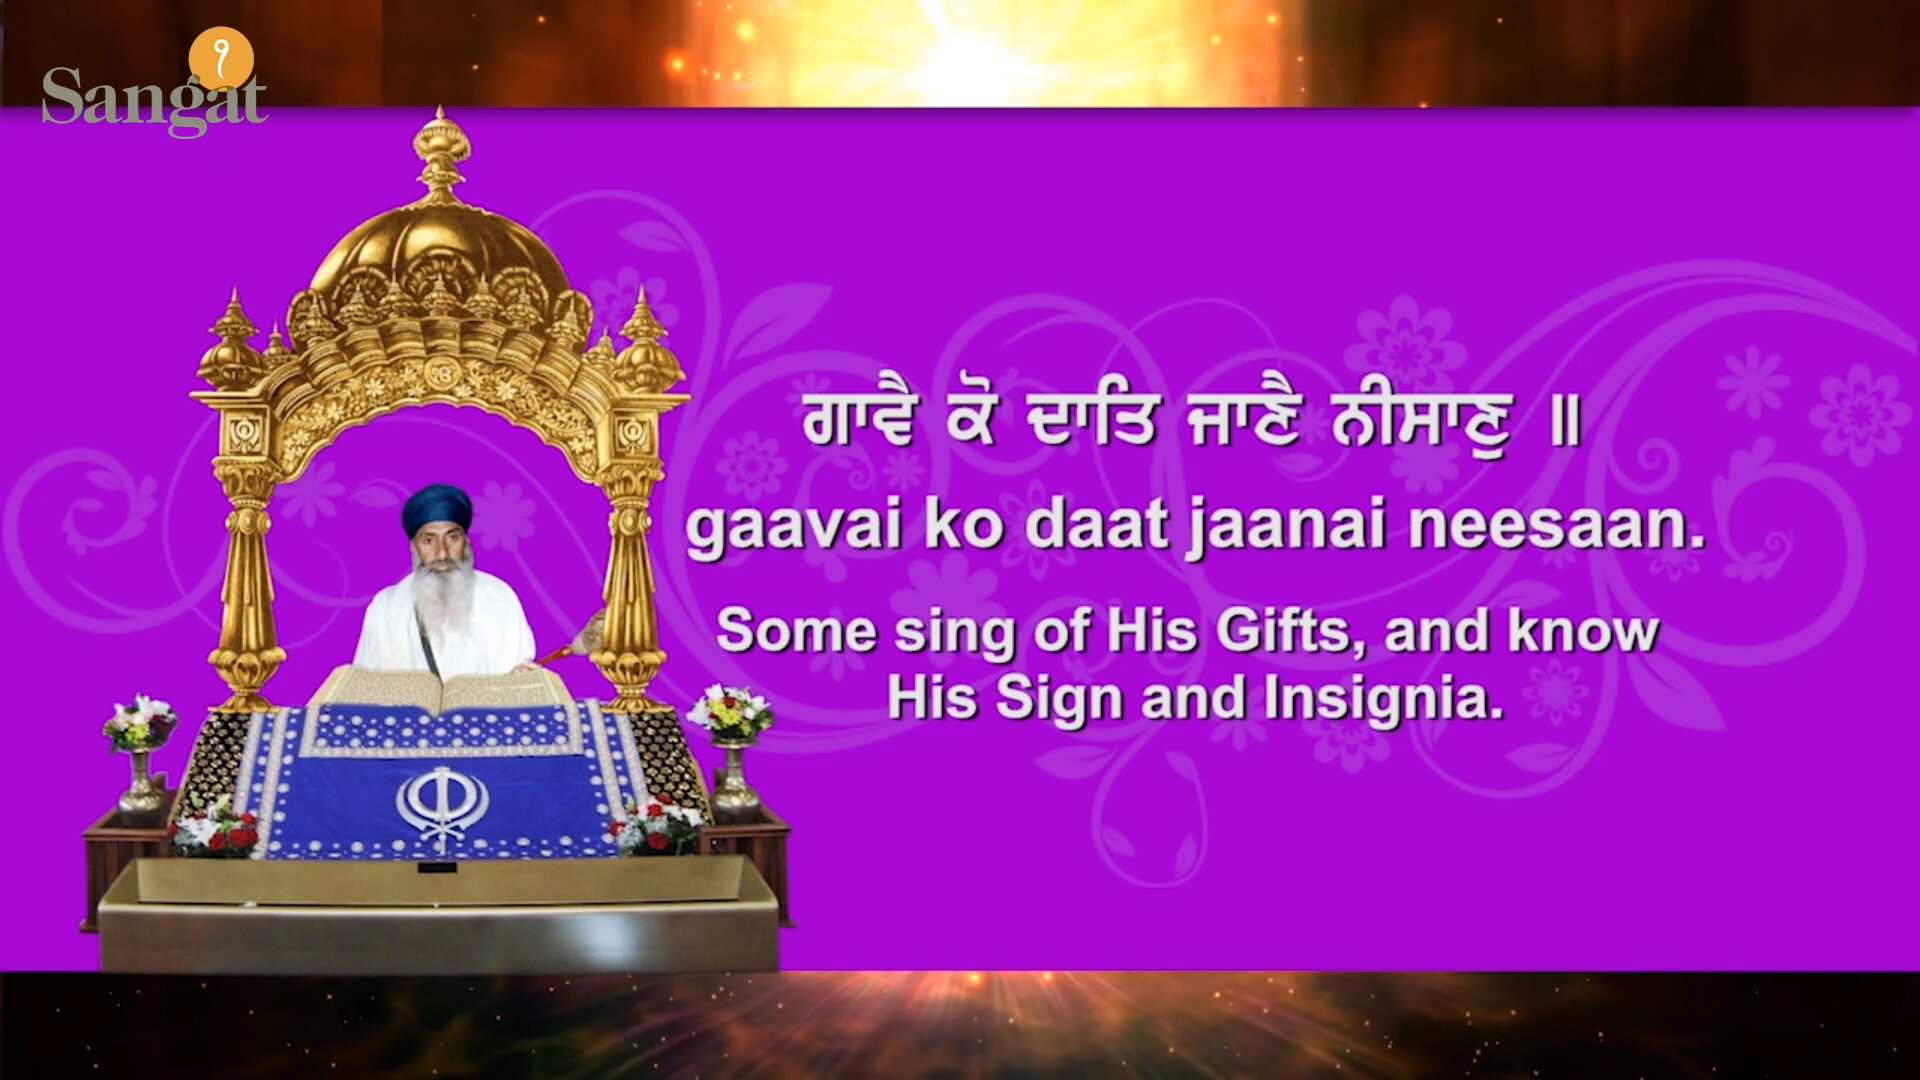 Sangat
ਗਾਵੈ ਕੋ ਦਾਤਿ ਜਾਣੈ ਨੀਸਾਣੁ ॥
gaavai ko daat jaanai neesaan.
Some sing of His Gifts, and know
His Sign and Insignia.